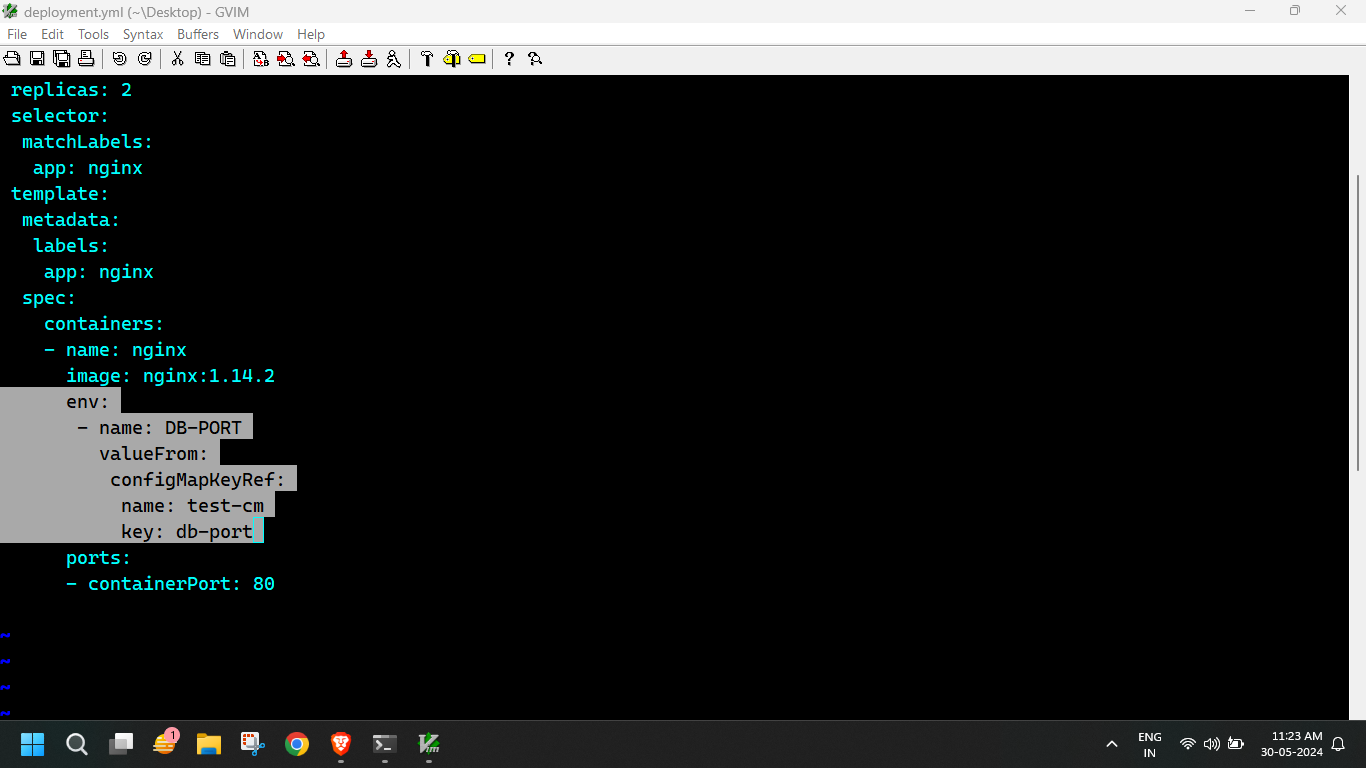 deployment.yml (~\Desktop) - GVIM
File Edit Tools Syntax Buffers Window Help
replicas: 2
selector:
matchLabels:
app: nginx
template:
metadata:
labels:
app: nginx
spec:
containers:
- name: nginx
image: nginx:1.14.2
env:
- name: DB-PORT
valueFrom:
configMapKeyRef:
name: test-cm
key: db-port
ports:
- containerPort: 80
~
~
~
~
1
ENG
IN
11:23 AM
30-05-2024